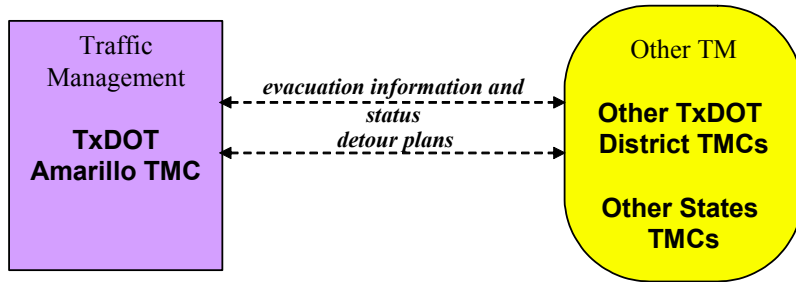 Traffic
Management
TxDOT
Amarillo TMC
evacuation information and
status
detour plans
Other TM
Other TxDOT
District TMCs
Other States
TMCs